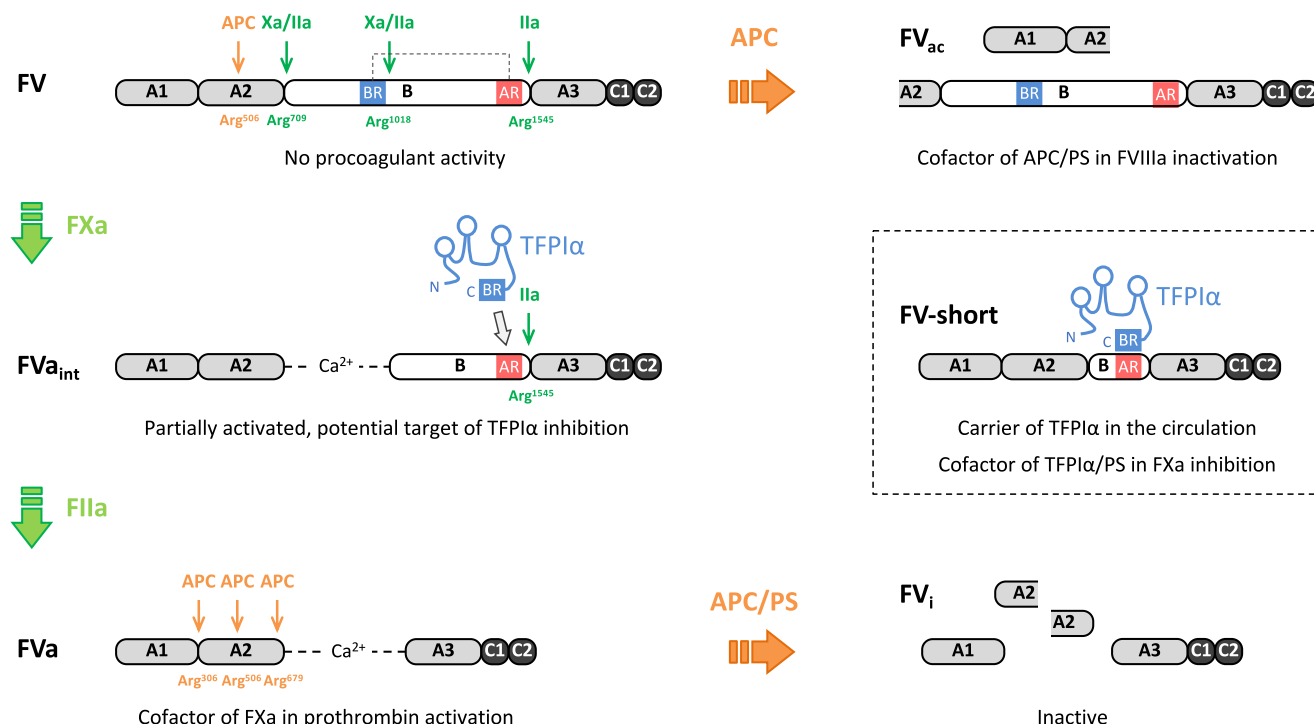 APC Xa/IIa Xa/IIa IIa
FV A1 A2 BR B AR A3 C1 C2
Arg506 Arg709 Arg1018 Arg1545
No procoagulant activity
APC
FVac A1 A2
A2 BR B AR A3 C1 C2
Cofactor of APC/PS in FVIIIa inactivation
FXa
TFPIα
N C BR IIa
FVaint A1 A2 Ca2+ B AR A3 C1 C2
Arg1545
Partially activated, potential target of TFPIα inhibition
TFPIα
FV-short
N C BR
A1 A2 B AR A3 C1 C2
Carrier of TFPIα in the circulation
Cofactor of TFPIα/PS in FXa inhibition
FIIa
APC APC APC
FVa A1 A2 Ca2+ A3 C1 C2
Arg306 Arg506 Arg679
Cofactor of FXa in prothrombin activation
APC/PS
FVi A2
A2
A1 A3 C1 C2
Inactive